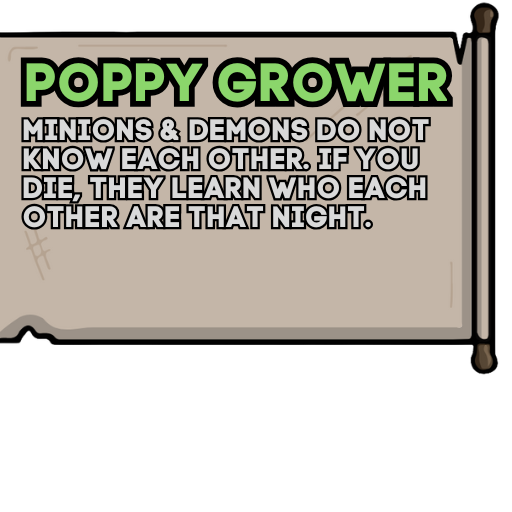 POPPY GROWER
MINIONS & DEMONS DO NOT
KNOW EACH OTHER. IF YOU
DIE, THEY LEARN WHO EACH
OTHER ARE THAT NIGHT.